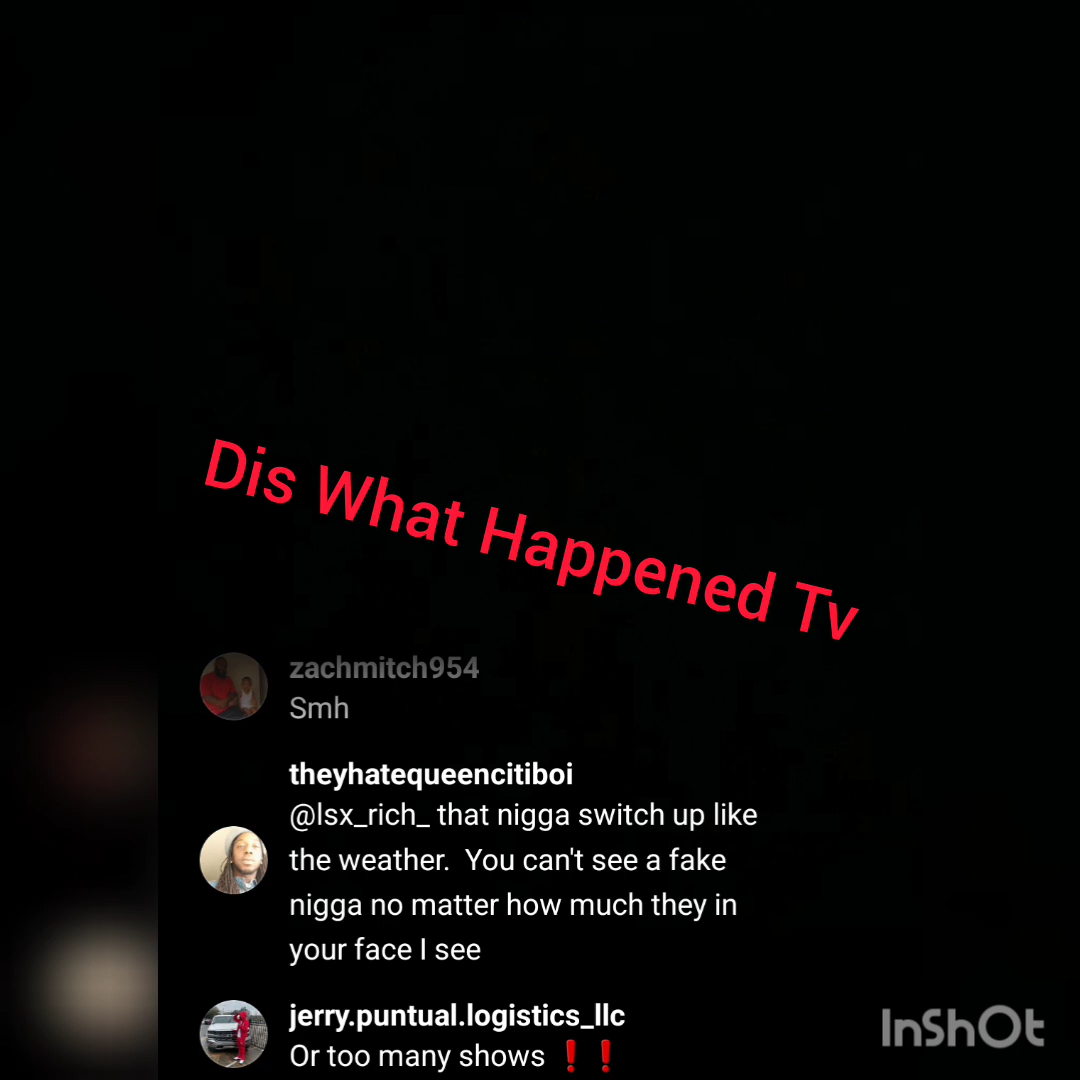 Dis What Happened Tv
zachmitch954
Smh
theyhatequeencitiboi
@lsx_rich_ that nigga switch up like
the weather.  You can't see a fake
nigga no matter how much they in
your face I see
jerry.puntual.logistics_llc
Or too many shows ❗❗
InShOt